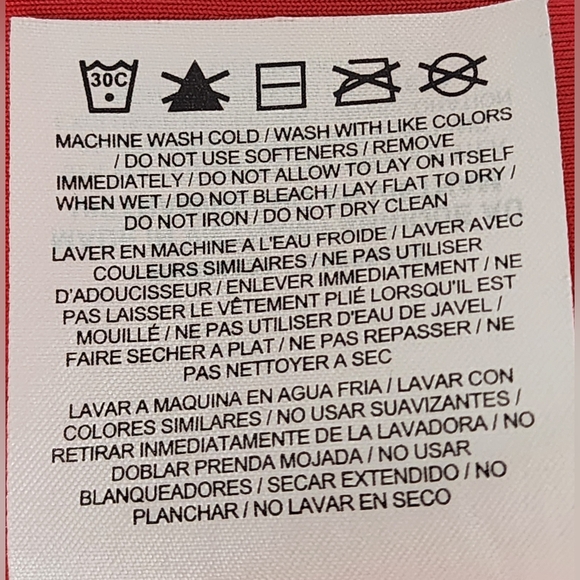 30C
MACHINE WASH COLD / WASH WITH LIKE COLORS
/ DO NOT USE SOFTENERS / REMOVE
IMMEDIATELY / DO NOT ALLOW TO LAY ON ITSELF
WHEN WET / DO NOT BLEACH / LAY FLAT TO DRY /
DO NOT IRON / DO NOT DRY CLEAN
LAVER EN MACHINE A L'EAU FROIDE / LAVER AVEC
COULEURS SIMILAIRES / NE PAS UTILISER
D'ADOUCISSEUR / ENLEVER IMMEDIATEMENT / NE
PAS LAISSER LE VÊTEMENT PLIÉ LORSQU'IL EST
MOUILLÉ / NE PAS UTILISER D'EAU DE JAVEL /
FAIRE SECHER A PLAT / NE PAS REPASSER / NE
PAS NETTOYER A SEC
LAVAR A MAQUINA EN AGUA FRIA / LAVAR CON
COLORES SIMILARES / NO USAR SUAVIZANTES /
RETIRAR INMEDIATAMENTE DE LA LAVADORA / NO
DOBLAR PRENDA MOJADA / NO USAR
BLANQUEADORES / SECAR EXTENDIDO / NO
PLANCHAR / NO LAVAR EN SECO